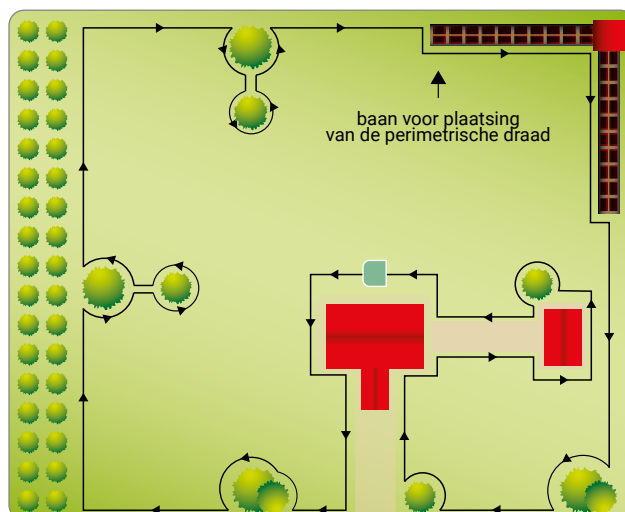 baan voor plaatsing
van de perimetrische draad